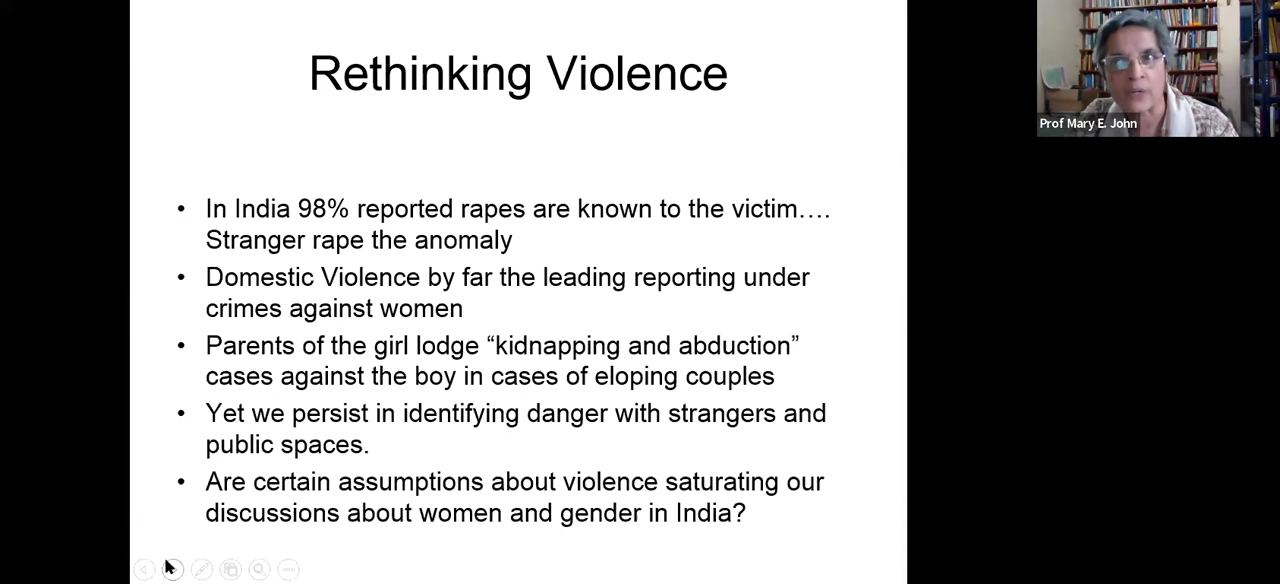 Rethinking Violence
Prof Mary E. John
• In India 98% reported rapes are known to the victim….
Stranger rape the anomaly
• Domestic Violence by far the leading reporting under
crimes against women
• Parents of the girl lodge “kidnapping and abduction”
cases against the boy in cases of eloping couples
• Yet we persist in identifying danger with strangers and
public spaces.
• Are certain assumptions about violence saturating our
discussions about women and gender in India?